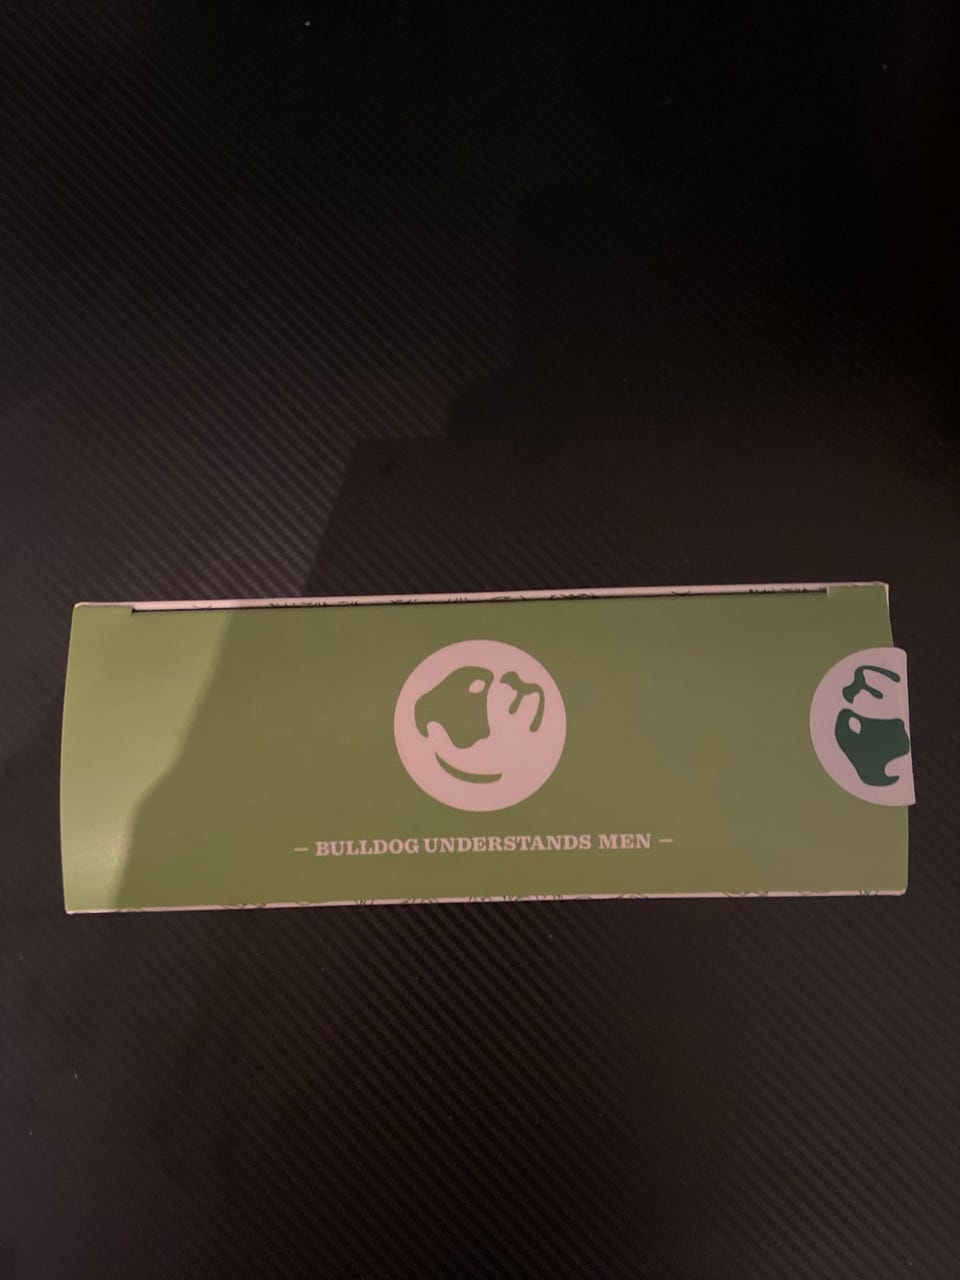 – BULLDOG UNDERSTANDS MEN –